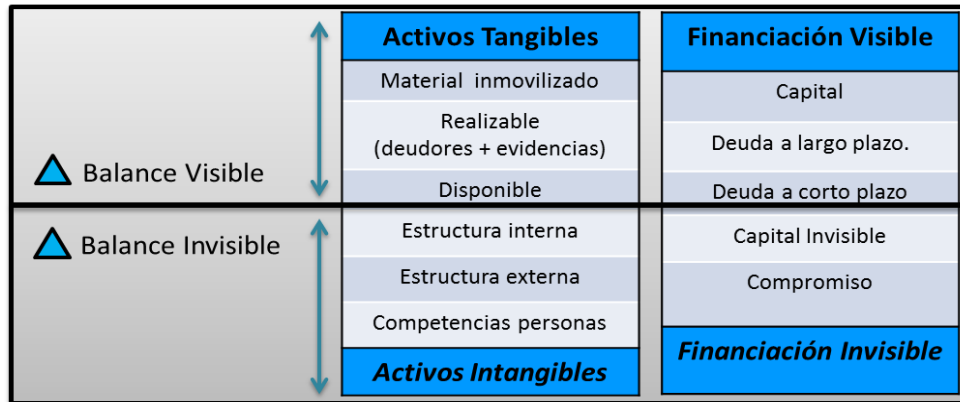 Activos Tangibles
Financiación Visible
Material inmovilizado
Capital
Realizable
(deudores + evidencias)
Deuda a largo plazo.
Balance Visible
Disponible
Deuda a corto plazo
Balance Invisible
Estructura interna
Capital Invisible
Estructura externa
Compromiso
Competencias personas
Financiación Invisible
Activos Intangibles